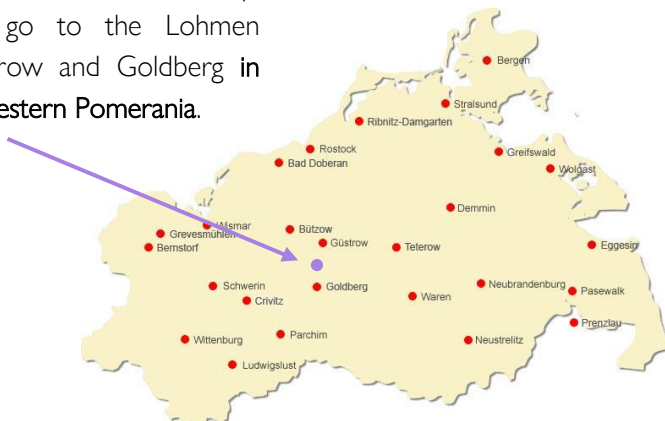 go to the Lohmen
row and Goldberg in
estern Pomerania.
Bergen
Stralsund
Ribnitz-Damgarten
Rostock
Greifswald
Bad Doberan
Wolgast
Demmin
Wismar
Bützow
Grevesmühlen
Güstrow
Eggesin
Bernstorf
Teterow
Schwerin
Goldberg
Neubrandenburg
Pasewalk
Crivitz
Waren
Prenzlau
Parchim
Wittenburg
Neustrelitz
Ludwigslust